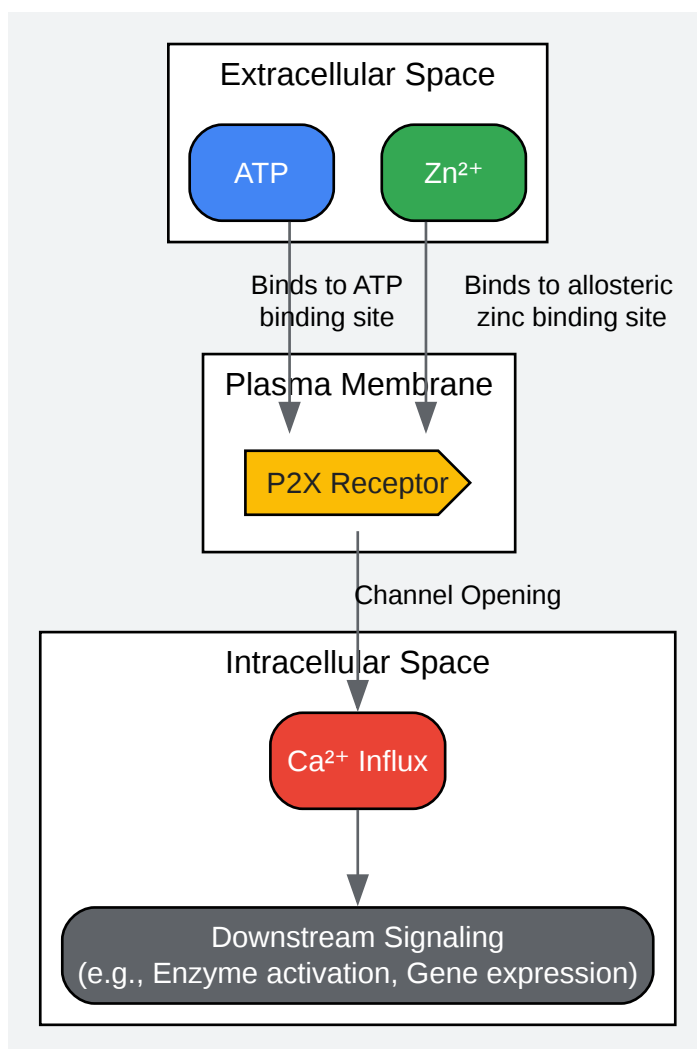 Extracellular Space
ATP
Zn²⁺
Binds to ATP
binding site
Binds to allosteric
zinc binding site
Plasma Membrane
P2X Receptor
Channel Opening
Intracellular Space
Ca²⁺ Influx
Downstream Signaling
(e.g., Enzyme activation, Gene expression)